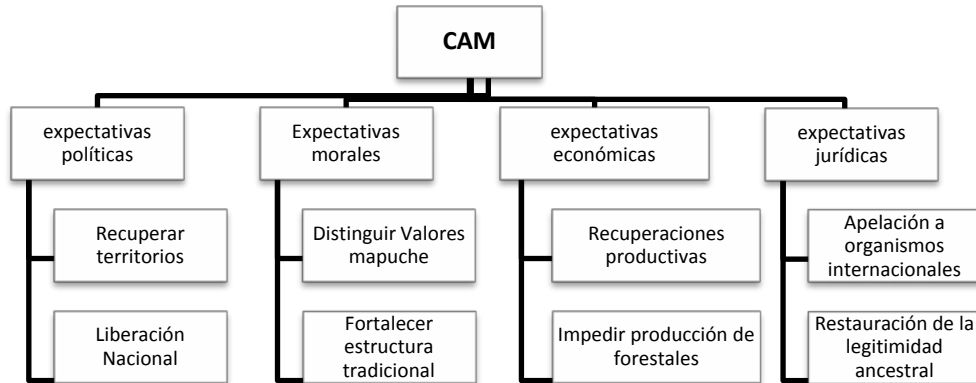 CAM
expectativas
políticas
Expectativas
morales
expectativas
económicas
expectativas
jurídicas
Recuperar
territorios
Distinguir Valores
mapuche
Recuperaciones
productivas
Apelación a
organismos
internacionales
Liberación
Nacional
Fortalecer
estructura
tradicional
Impedir producción de
forestales
Restauración de la
legitimidad
ancestral